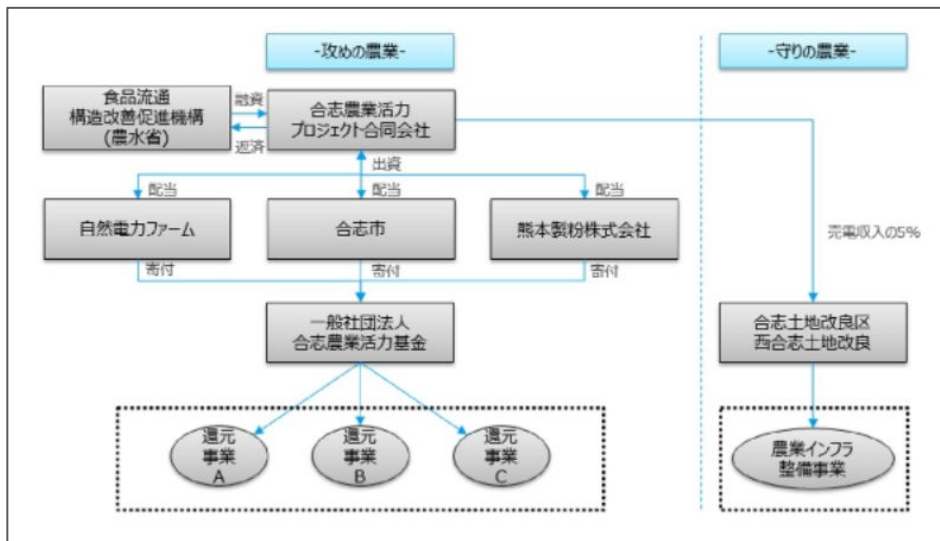 -攻めの農業-
-守りの農業-
食品流通
構造改善促進機構
(農水省)
融資
返済
合志農業活力
プロジェクト合同会社
出資
配当
配当
配当
自然電力ファーム
合志市
熊本製粉株式会社
売電収入の5%
寄付
寄付
寄付
一般社団法人
合志農業活力基金
合志土地改良区
西合志土地改良
還元
事業
A
還元
事業
B
還元
事業
C
農業インフラ
整備事業